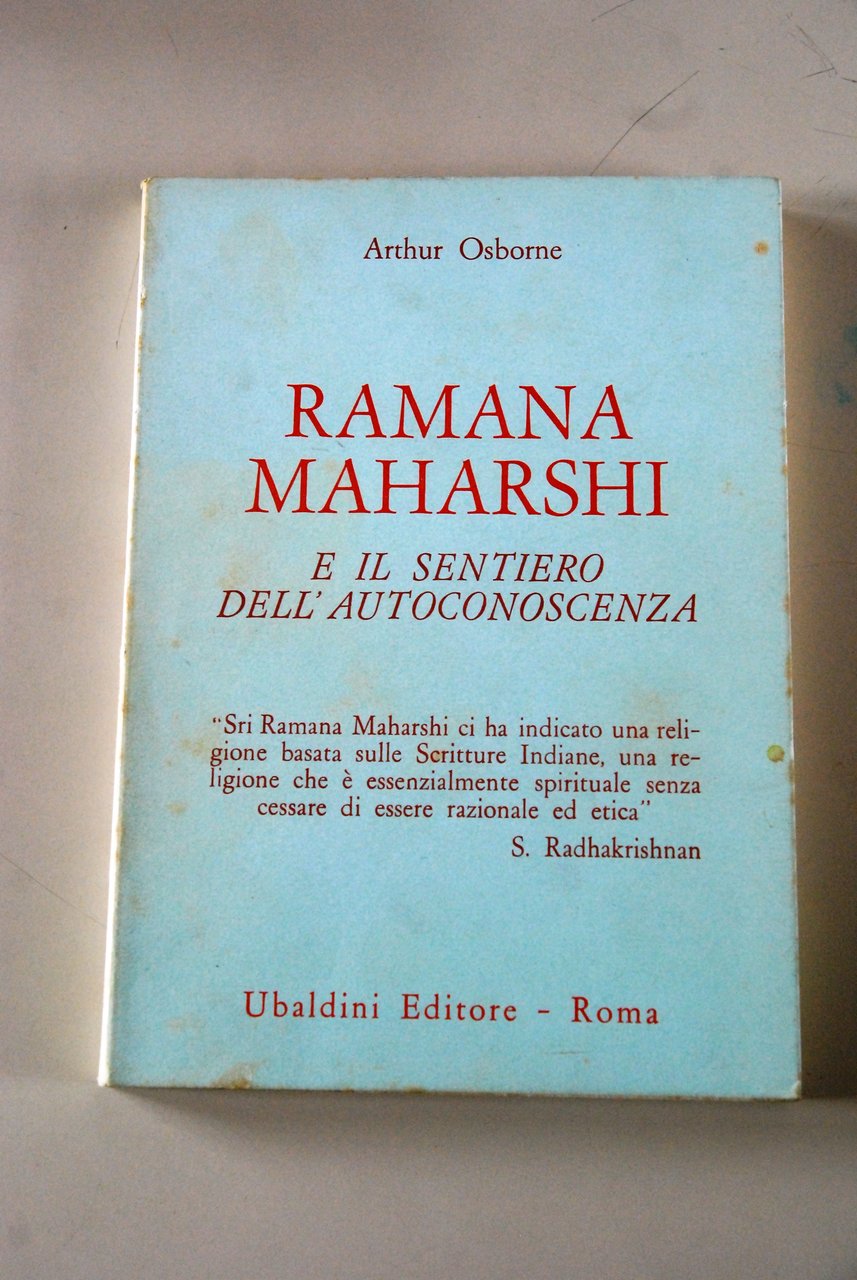 Arthur Osborne
RAMANA
MAHARSHI
E IL SENTIERO
DELL'AUTOCONOSCENZA
"Sri Ramana Maharshi ci ha indicato una reli-
gione basata sulle Scritture Indiane, una re-
ligione che è essenzialmente spirituale senza
cessare di essere razionale ed etica"
S. Radhakrishnan
Ubaldini Editore - Roma